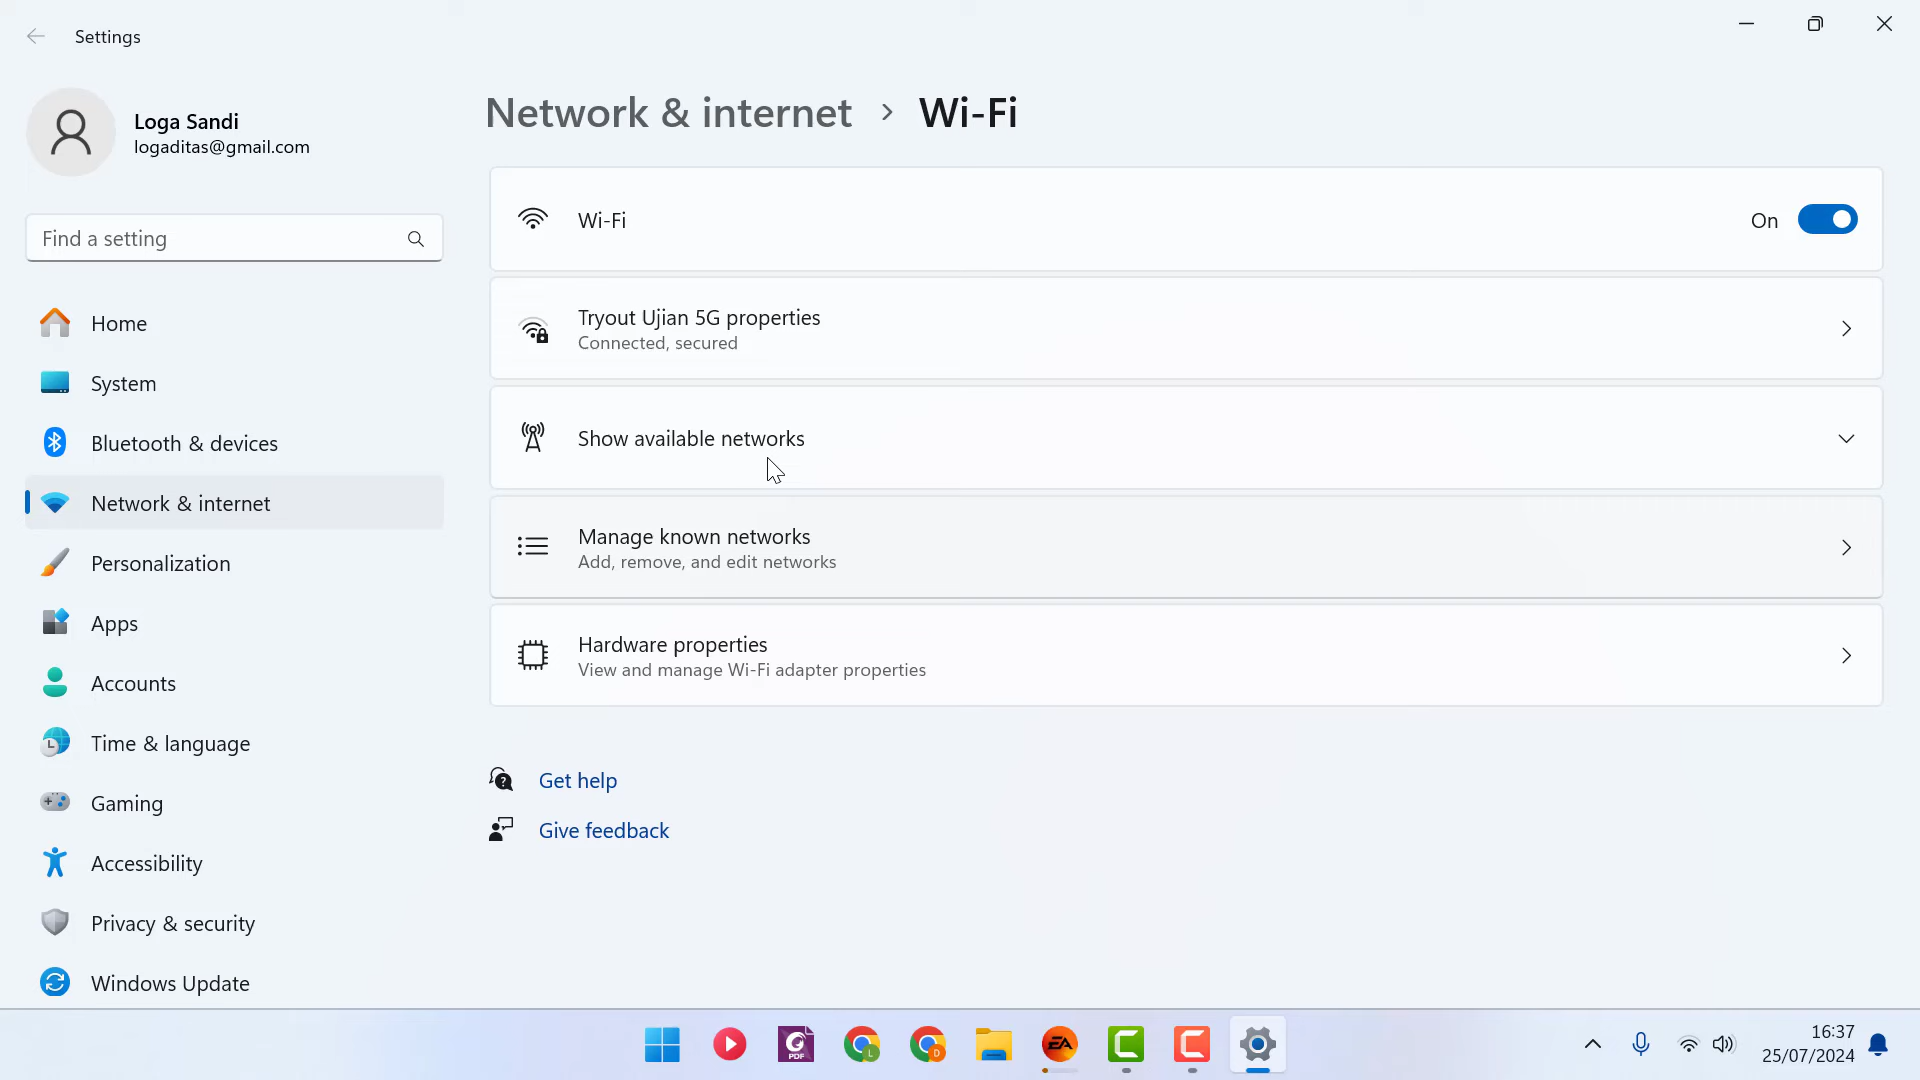 Settings
Loga Sandi
logaditas@gmail.com
Find a setting
Home
System
Bluetooth & devices
Network & internet
Personalization
Apps
Accounts
Time & language
Gaming
Accessibility
Privacy & security
Windows Update
Network & internet > Wi-Fi
Wi-Fi
On
Tryout Ujian 5G properties
Connected, secured
Show available networks
Manage known networks
Add, remove, and edit networks
Hardware properties
View and manage Wi-Fi adapter properties
Get help
Give feedback
PDF
L
D
EA
16:37
25/07/2024